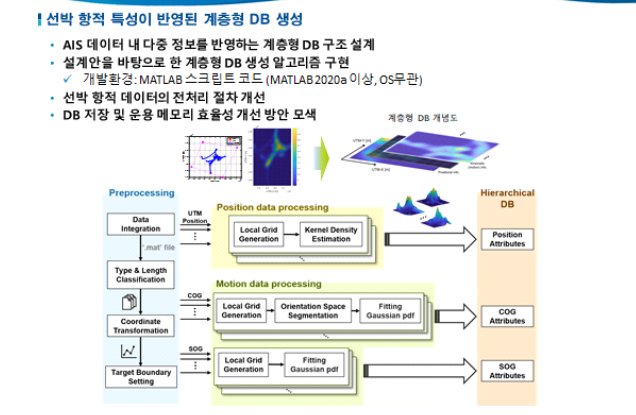 선박 항적 특성이 반영된 계층형 DB 생성
• AIS 데이터 내 다중 정보를 반영하는 계층형 DB 구조 설계
• 설계안을 바탕으로 한 계층형 DB 생성 알고리즘 구현
✓ 개발환경: MATLAB 스크립트 코드 (MATLAB 2020a 이상, OS무관)
• 선박 항적 데이터의 전처리 절차 개선
• DB 저장 및 운용 메모리 효율성 개선 방안 모색
계층형 DB 개념도
Preprocessing
Data
Integration
'.mat' file
Type & Length
Classification
Coordinate
Transformation
Target Boundary
Setting
UTM
Position
Position data processing
Local Grid
Generation
Kernel Density
Estimation
Motion data processing
COG
Local Grid
Generation
Orientation Space
Segmentation
Fitting
Gaussian pdf
SOG
Local Grid
Generation
Fitting
Gaussian pdf
Hierarchical
DB
Position
Attributes
COG
Attributes
SOG
Attributes